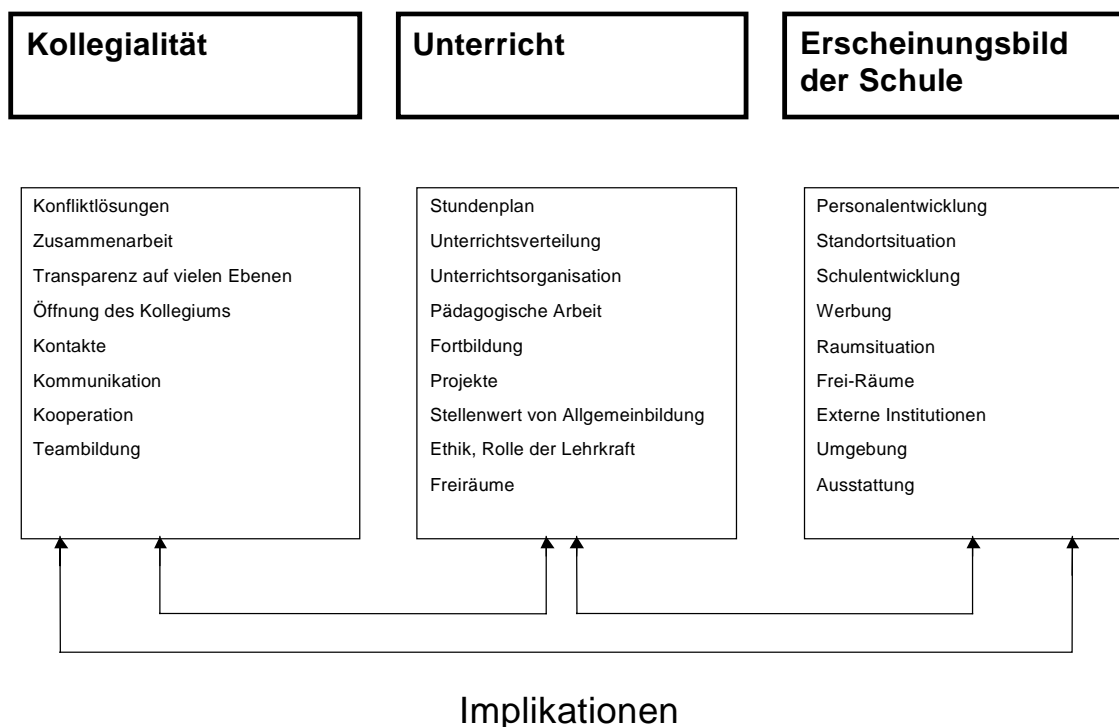 Kollegialität
Unterricht
Erscheinungsbild
der Schule
Konfliktlösungen
Zusammenarbeit
Transparenz auf vielen Ebenen
Öffnung des Kollegiums
Kontakte
Kommunikation
Kooperation
Teambildung
Stundenplan
Unterrichtsverteilung
Unterrichtsorganisation
Pädagogische Arbeit
Fortbildung
Projekte
Stellenwert von Allgemeinbildung
Ethik, Rolle der Lehrkraft
Freiräume
Personalentwicklung
Standortsituation
Schulentwicklung
Werbung
Raumsituation
Frei-Räume
Externe Institutionen
Umgebung
Ausstattung
Implikationen